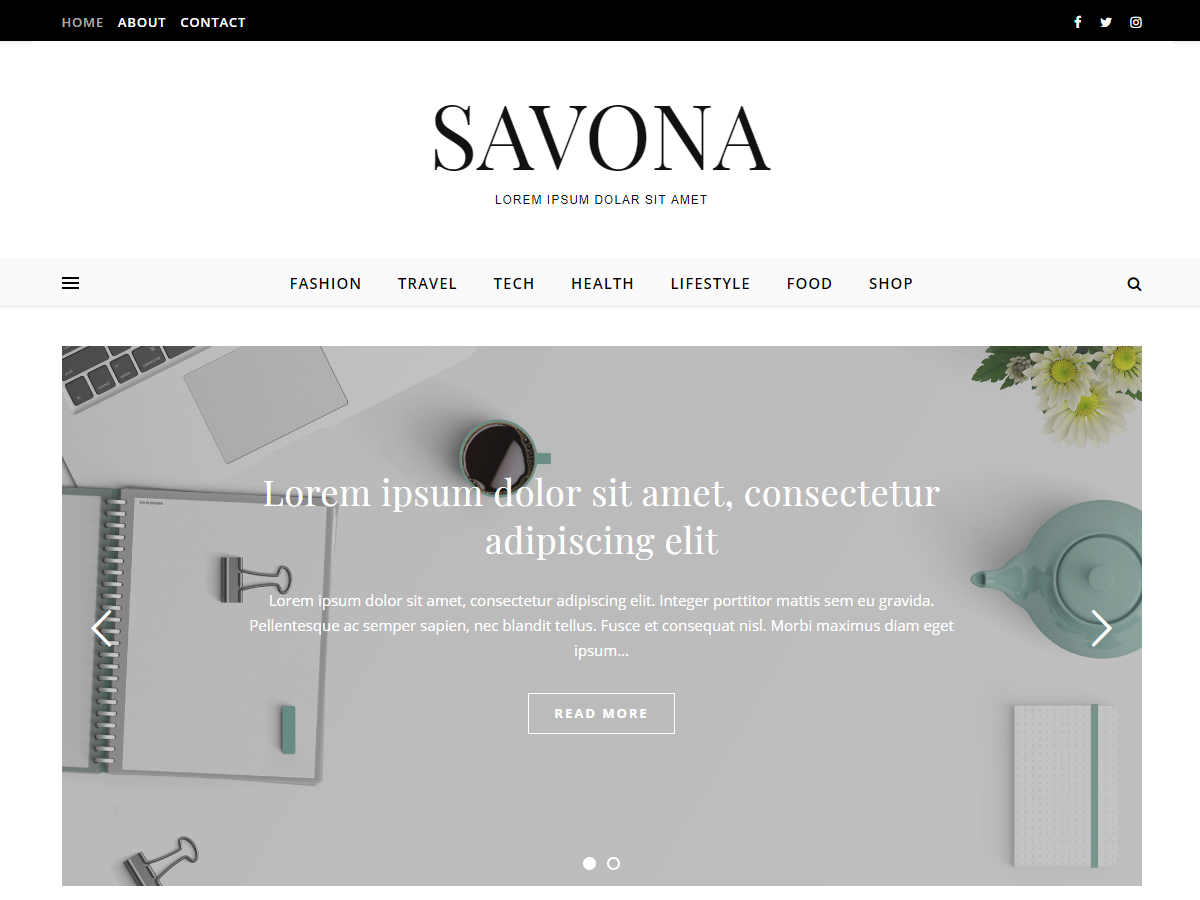 HOME ABOUT CONTACT
SAVONA
LOREM IPSUM DOLAR SIT AMET
FASHION TRAVEL TECH HEALTH LIFESTYLE FOOD SHOP
YOUR DESIGN
Lorem ipsum dolor sit amet, consectetur
adipiscing elit
Lorem ipsum dolor sit amet, consectetur adipiscing elit. Integer porttitor mattis sem eu gravida.
Pellentesque ac semper sapien, nec blandit tellus. Fusce et consequat nisl. Morbi maximus diam eget
ipsum...
READ MORE